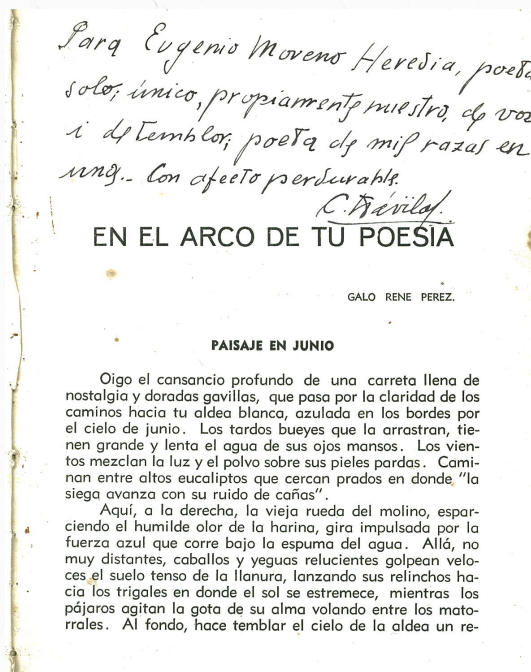 Para Eugenio Moreno Heredia, poeta
solo; único, propiamente nuestro, de voz
i de temblor; poeta de mil razas en
una.- Con afecto perdurable.
C. Dávila.
EN EL ARCO DE TU POESIA
GALO RENE PEREZ.
PAISAJE EN JUNIO
Oigo el cansancio profundo de una carreta llena de
nostalgia y doradas gavillas, que pasa por la claridad de los
caminos hacia tu aldea blanca, azulada en los bordes por
el cielo de junio. Los tardos bueyes que la arrastran, tie-
nen grande y lenta el agua de sus ojos mansos. Los vien-
tos mezclan la luz y el polvo sobre sus pieles pardas. Cami-
nan entre altos eucaliptos que cercan prados en donde "la
siega avanza con su ruido de cañas".
Aquí, a la derecha, la vieja rueda del molino, espar-
ciendo el humilde olor de la harina, gira impulsada por la
fuerza azul que corre bajo la espuma del agua. Allá, no
muy distantes, caballos y yeguas relucientes golpean velo-
ces el suelo tenso de la llanura, lanzando sus relinchos ha-
cia los trigales en donde el sol se estremece, mientras los
pájaros agitan la gota de su alma volando entre los mato-
rrales. Al fondo, hace temblar el cielo de la aldea un re-